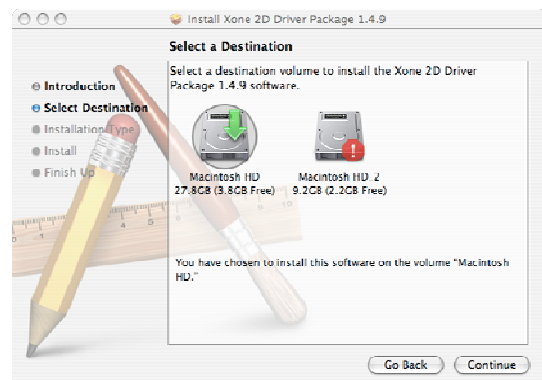 Install Xone 2D Driver Package 1.4.9
Select a Destination
Introduction
Select Destination
Installation Type
Install
Finish Up
Select a destination volume to install the Xone 2D Driver
Package 1.4.9 software.
Macintosh HD
27.8GB (3.8GB Free)
Macintosh HD 2
9.2GB (2.2GB Free)
You have chosen to install this software on the volume "Macintosh
HD."
Go Back
Continue